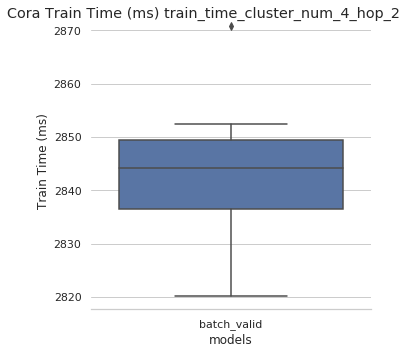 Cora Train Time (ms) train_time_cluster_num_4_hop_2
2870
2860
2850
2840
2830
2820
Train Time (ms)
batch_valid
models